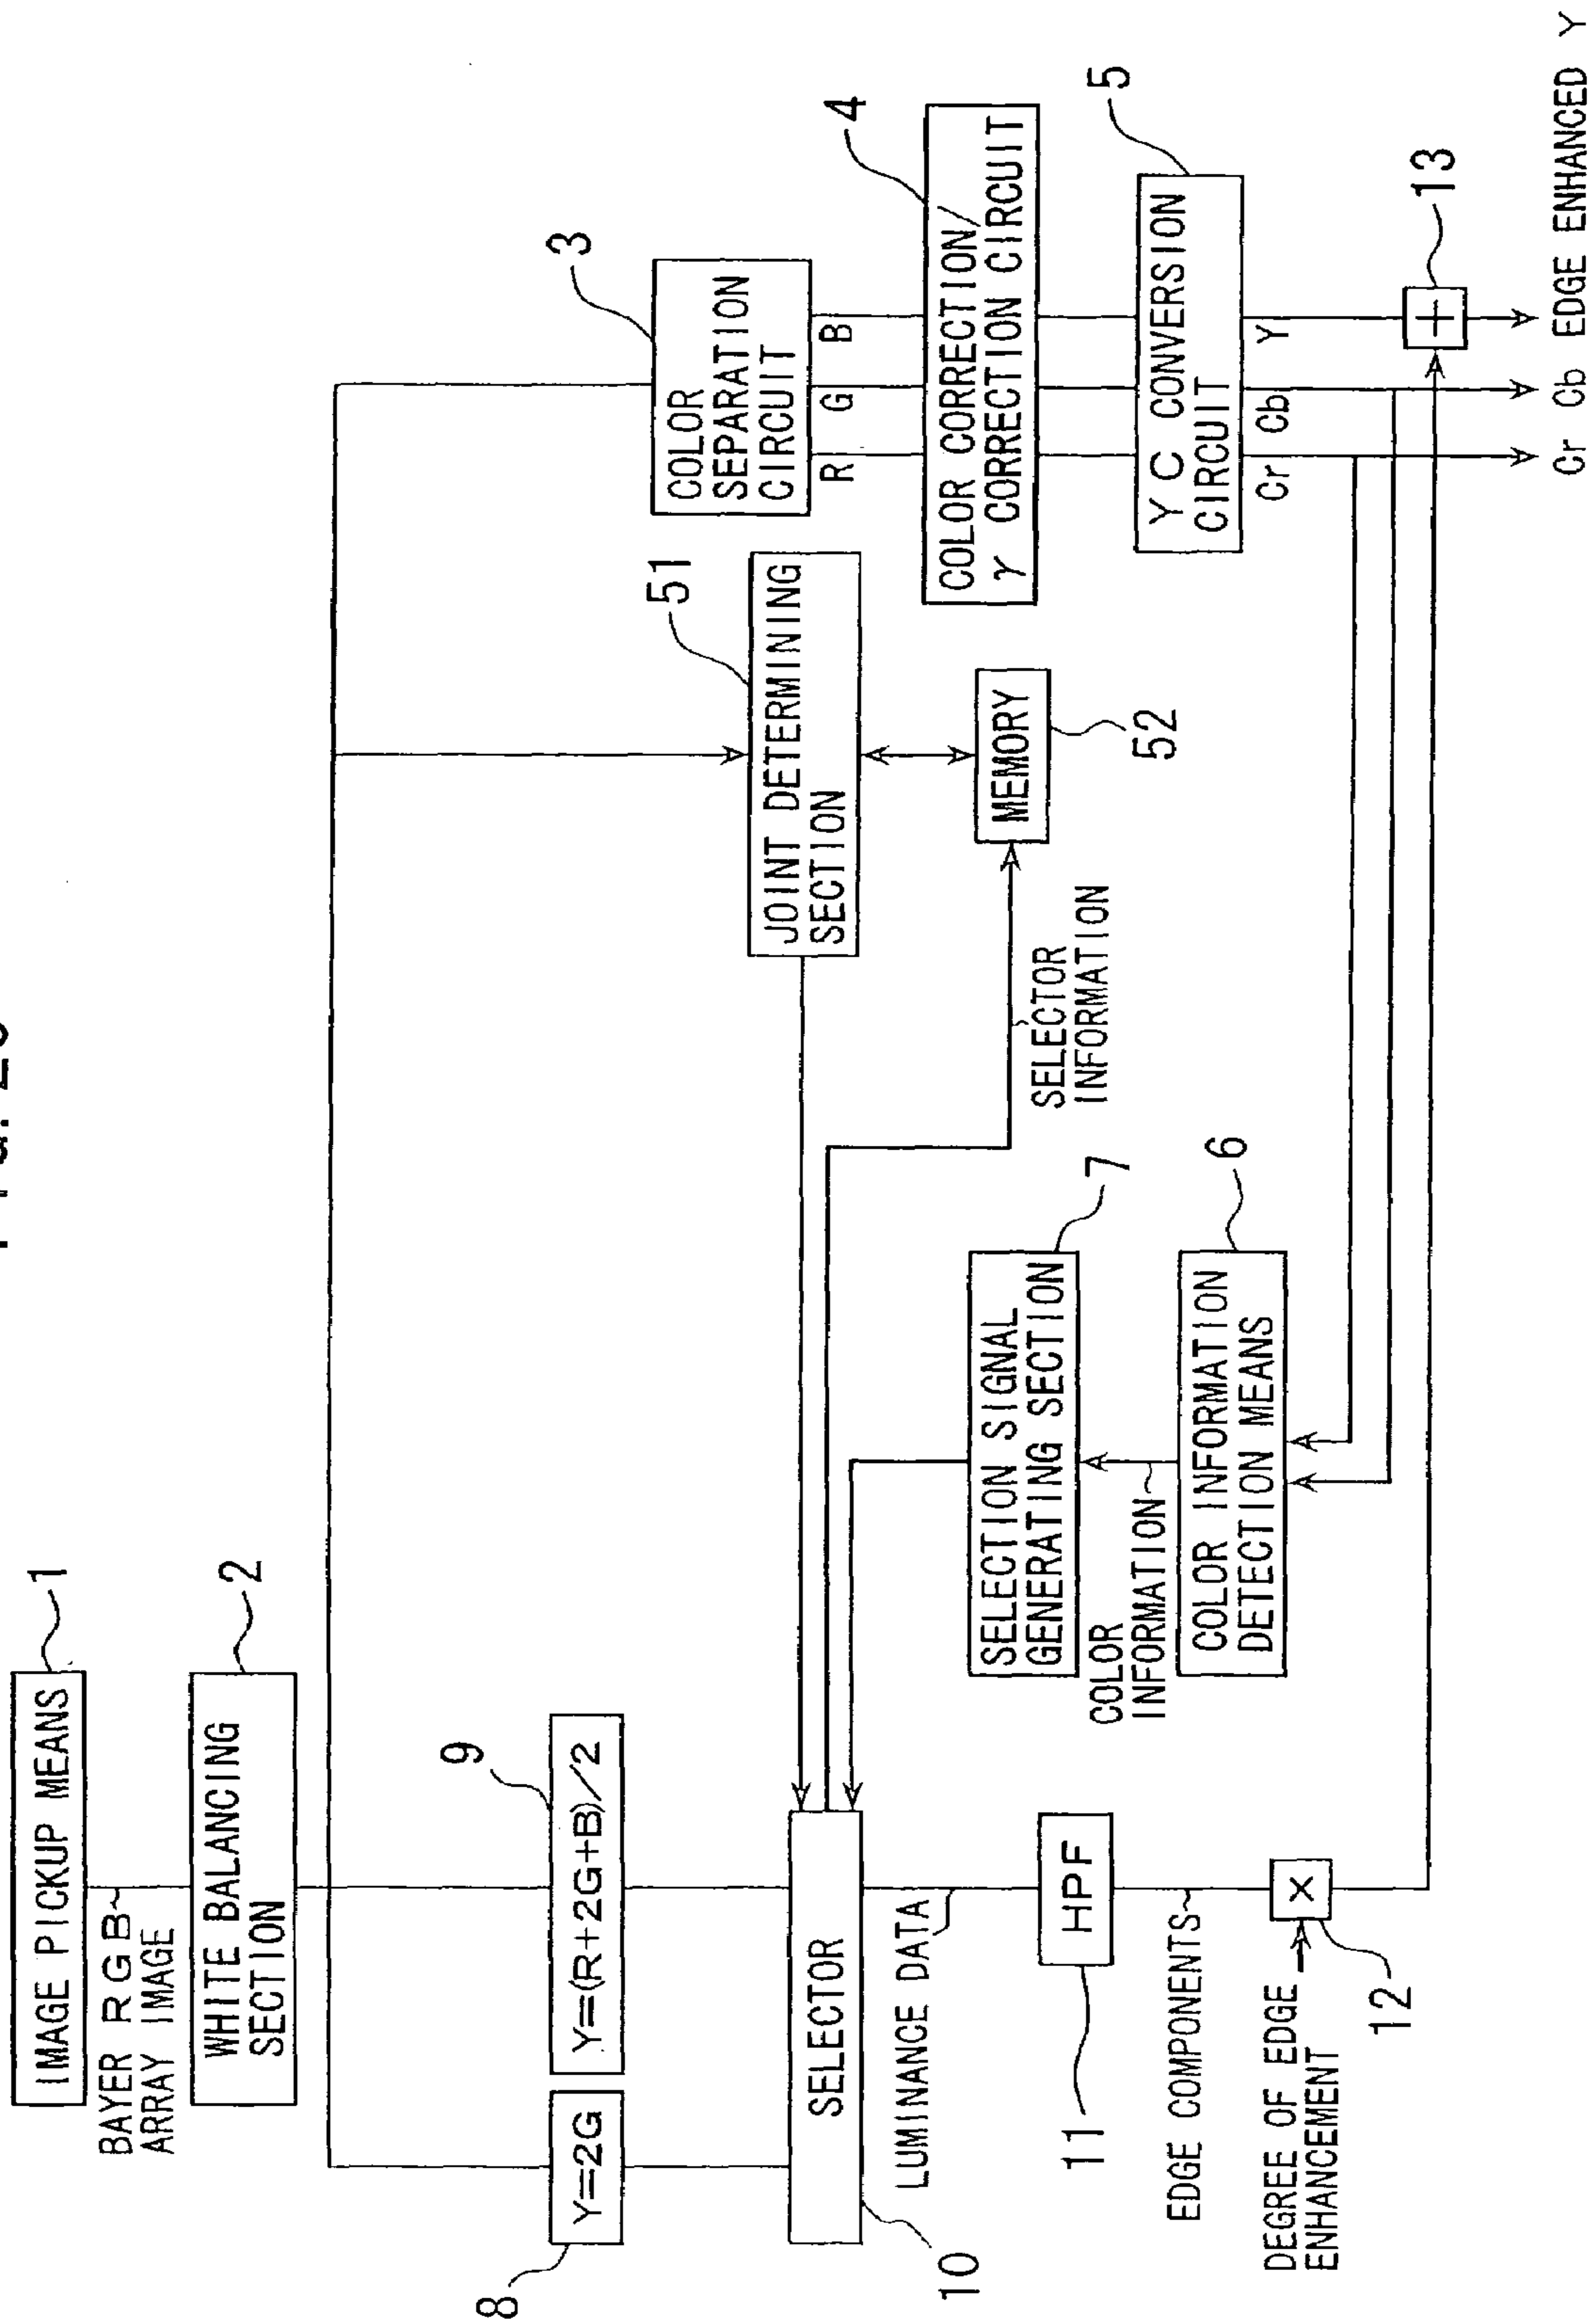 IMAGE PICKUP MEANS
1
BAYER RGB
ARRAY IMAGE
WHITE BALANCING
SECTION
2
Y=2G
8
Y=(R+2G+B)/2
9
SELECTOR
10
LUMINANCE DATA
HPF
11
EDGE COMPONENTS
DEGREE OF EDGE
ENHANCEMENT
12
SELECTION SIGNAL
GENERATING SECTION
7
COLOR
INFORMATION
COLOR INFORMATION
DETECTION MEANS
6
SELECTOR
INFORMATION
JOINT DETERMINING
SECTION
51
MEMORY
52
COLOR
SEPARATION
CIRCUIT
3
R G B
COLOR CORRECTION
γ CORRECTION CIRCUIT
4
YC CONVERSION
CIRCUIT
5
Cr Cb Y
13
Cr Cb EDGE ENHANCED Y